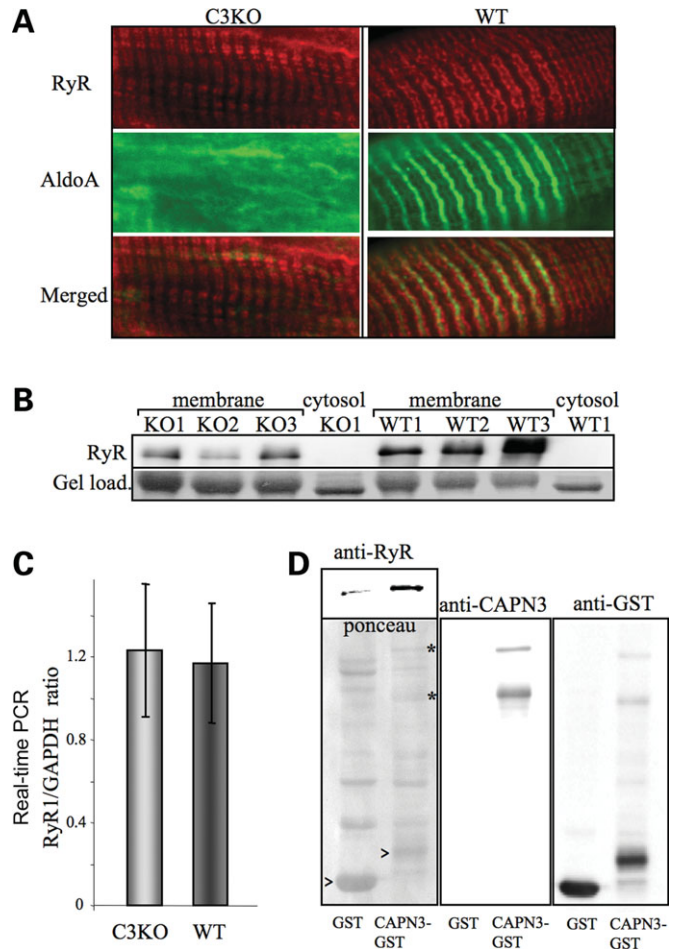 A
C3KO WT
RyR
AldoA
Merged
B
membrane cytosol membrane cytosol
KO1 KO2 KO3 KO1 WT1 WT2 WT3 WT1
RyR
Gel load.
C
Real-time PCR
RyR1/GAPDH ratio
1.2
0.8
0.4
0
C3KO WT
D
anti-RyR
anti-CAPN3 anti-GST
ponceau
*
*
>
>
GST CAPN3-GST GST CAPN3-GST GST CAPN3-GST